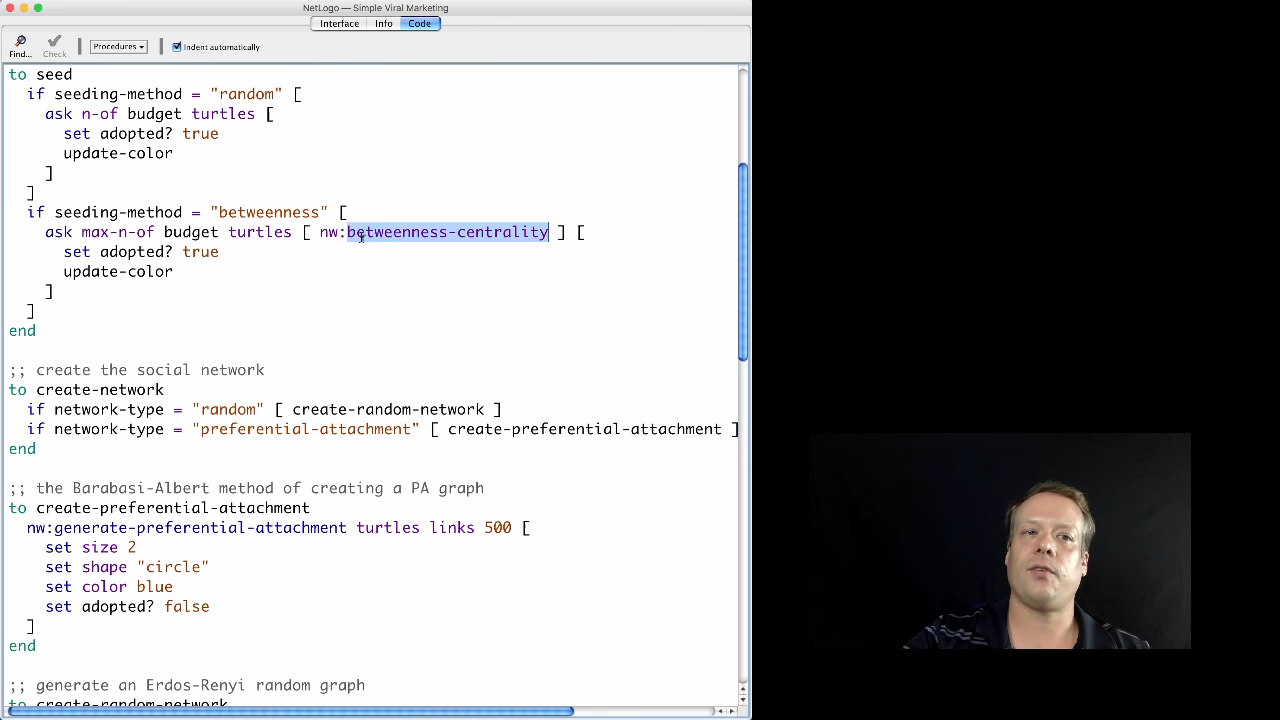 NetLogo — Simple Viral Marketing
Interface Info Code
Find... Check Procedures Indent automatically
to seed
if seeding-method = "random" [
ask n-of budget turtles [
set adopted? true
update-color
]
]
if seeding-method = "betweenness" [
ask max-n-of budget turtles [ nw:betweenness-centrality ] [
set adopted? true
update-color
]
]
end
;; create the social network
to create-network
if network-type = "random" [ create-random-network ]
if network-type = "preferential-attachment" [ create-preferential-attachment ]
end
;; the Barabasi-Albert method of creating a PA graph
to create-preferential-attachment
nw:generate-preferential-attachment turtles links 500 [
set size 2
set shape "circle"
set color blue
set adopted? false
]
end
;; generate an Erdos-Renyi random graph
to create-random-network